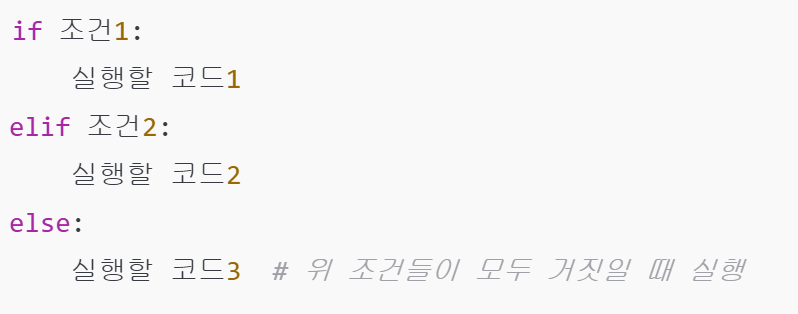 if 조건1:
    실행할 코드1
elif 조건2:
    실행할 코드2
else:
    실행할 코드3  # 위 조건들이 모두 거짓일 때 실행